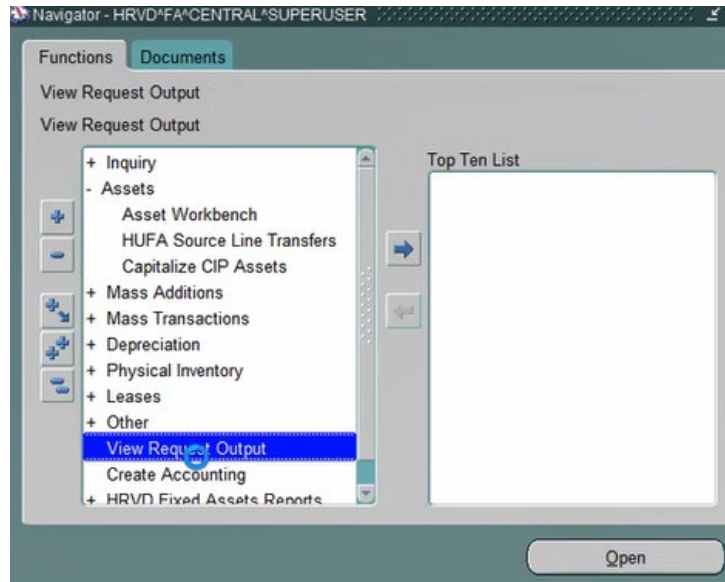 Navigator - HRVD^FA^CENTRAL^SUPERUSER
Functions Documents
View Request Output
View Request Output
Top Ten List
+ Inquiry
- Assets
Asset Workbench
HUFA Source Line Transfers
Capitalize CIP Assets
+ Mass Additions
+ Mass Transactions
+ Depreciation
+ Physical Inventory
+ Leases
+ Other
View Request Output
Create Accounting
+ HRVD Fixed Assets Reports
Open